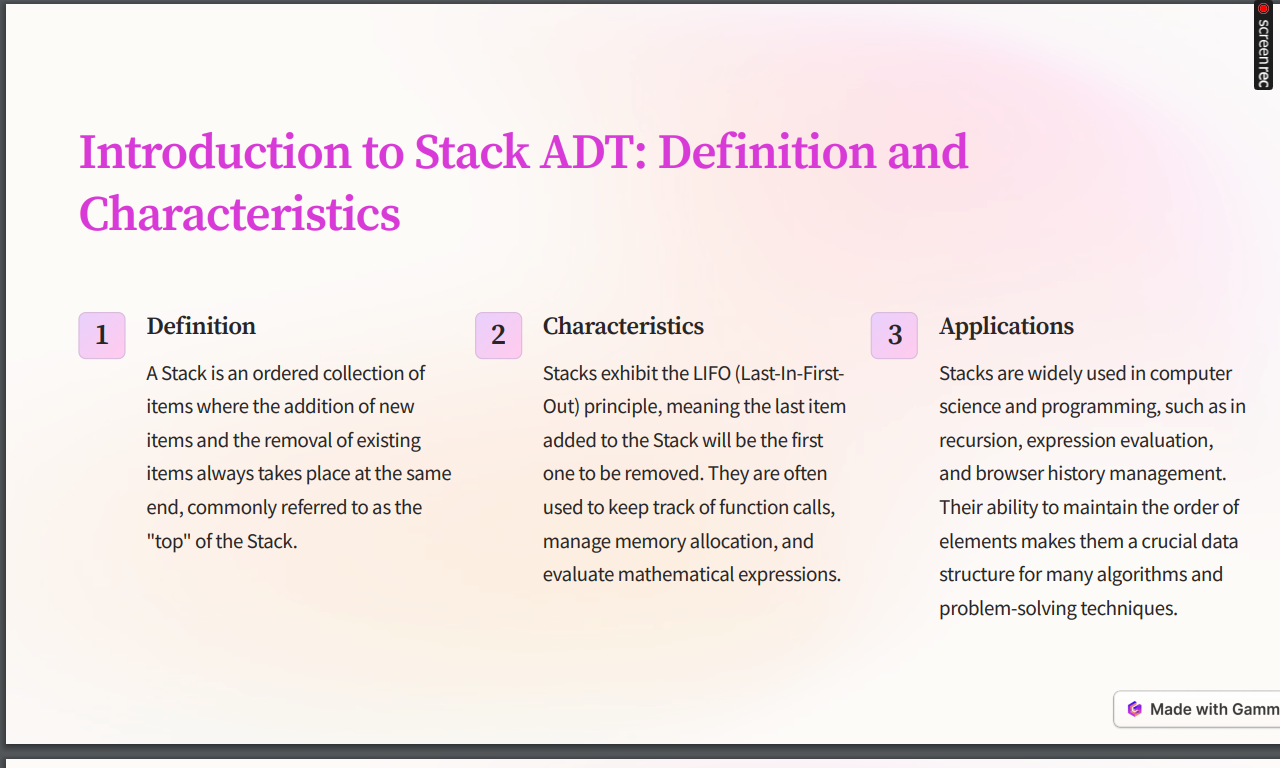 screenrec
Introduction to Stack ADT: Definition and
Characteristics
1
Definition
A Stack is an ordered collection of
items where the addition of new
items and the removal of existing
items always takes place at the same
end, commonly referred to as the
"top" of the Stack.
2
Characteristics
Stacks exhibit the LIFO (Last-In-First-
Out) principle, meaning the last item
added to the Stack will be the first
one to be removed. They are often
used to keep track of function calls,
manage memory allocation, and
evaluate mathematical expressions.
3
Applications
Stacks are widely used in computer
science and programming, such as in
recursion, expression evaluation,
and browser history management.
Their ability to maintain the order of
elements makes them a crucial data
structure for many algorithms and
problem-solving techniques.
Made with Gamm